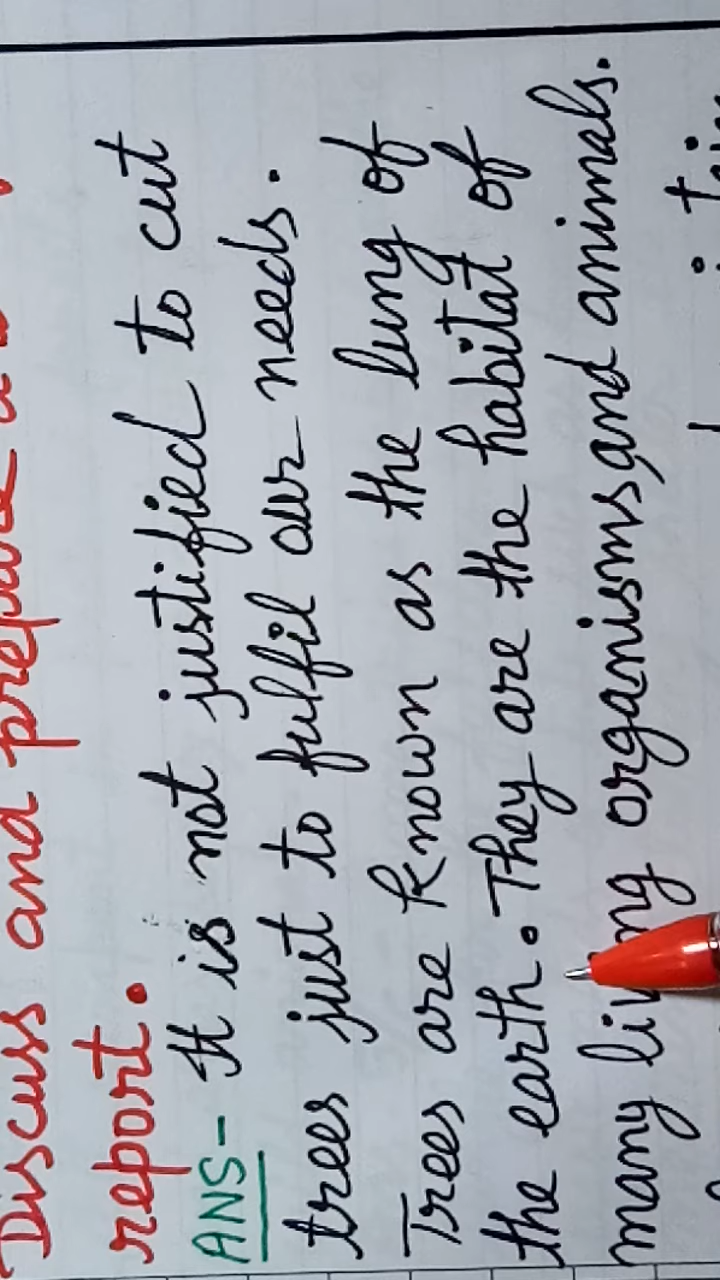 Discuss and prepare a
report.
ANS- It is not justified to cut
trees just to fulfil our needs.
Trees are known as the lung of
the earth. They are the habitat of
many living organisms, and animals.